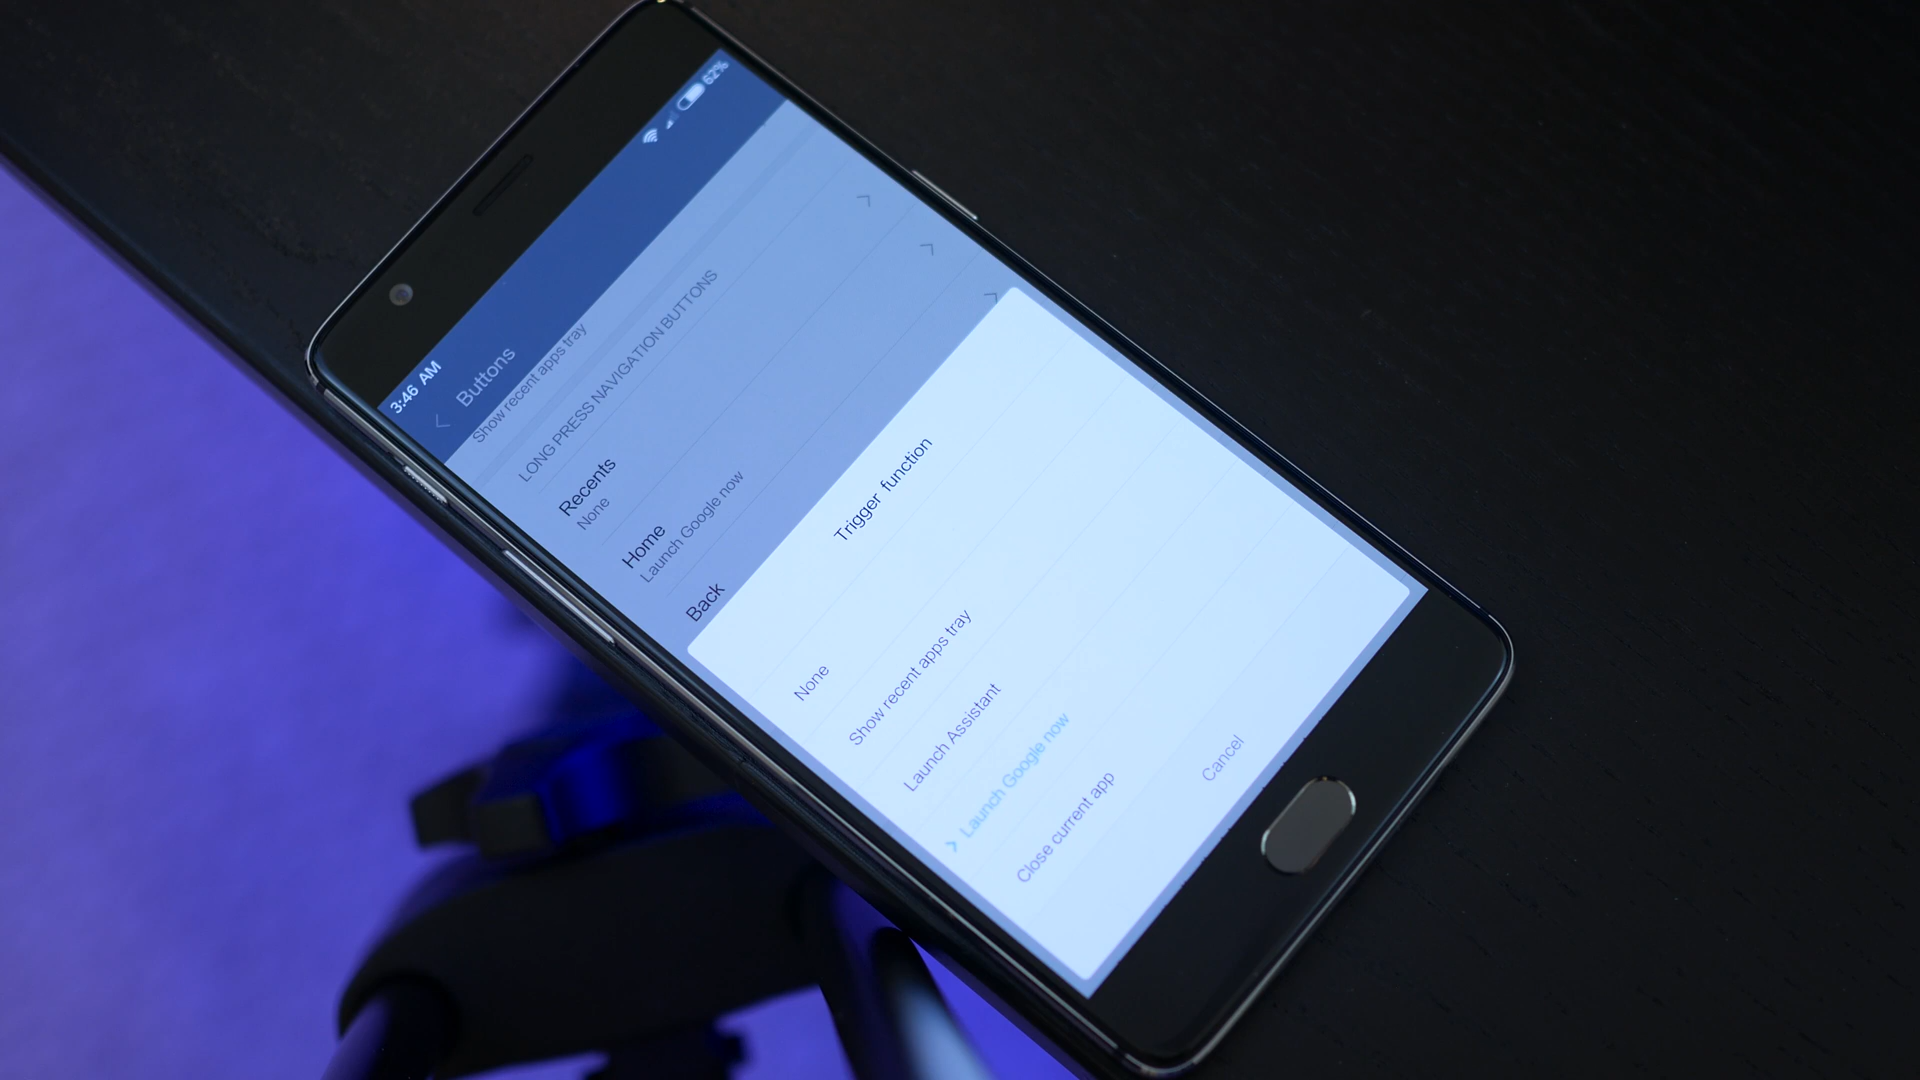 3:46 AM
62%
Buttons
Show recent apps tray
LONG PRESS NAVIGATION BUTTONS
Recents
None
Home
Launch Google now
Back
Trigger function
None
Show recent apps tray
Launch Assistant
Launch Google now
Close current app
Cancel